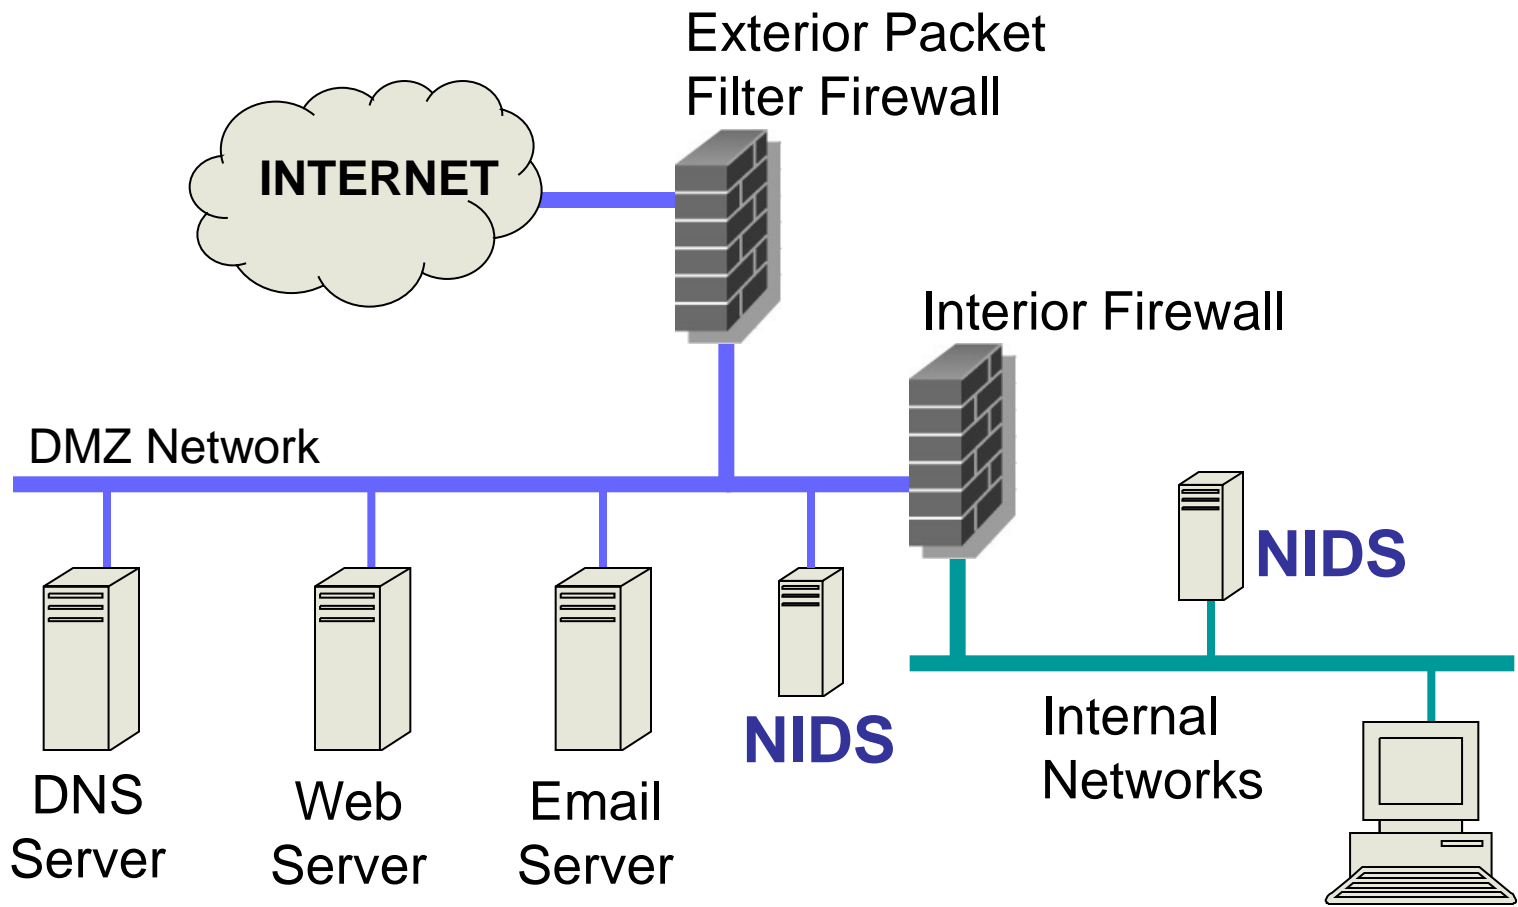 Exterior Packet
Filter Firewall
INTERNET
Interior Firewall
DMZ Network
NIDS
NIDS
Internal
Networks
DNS
Server
Web
Server
Email
Server